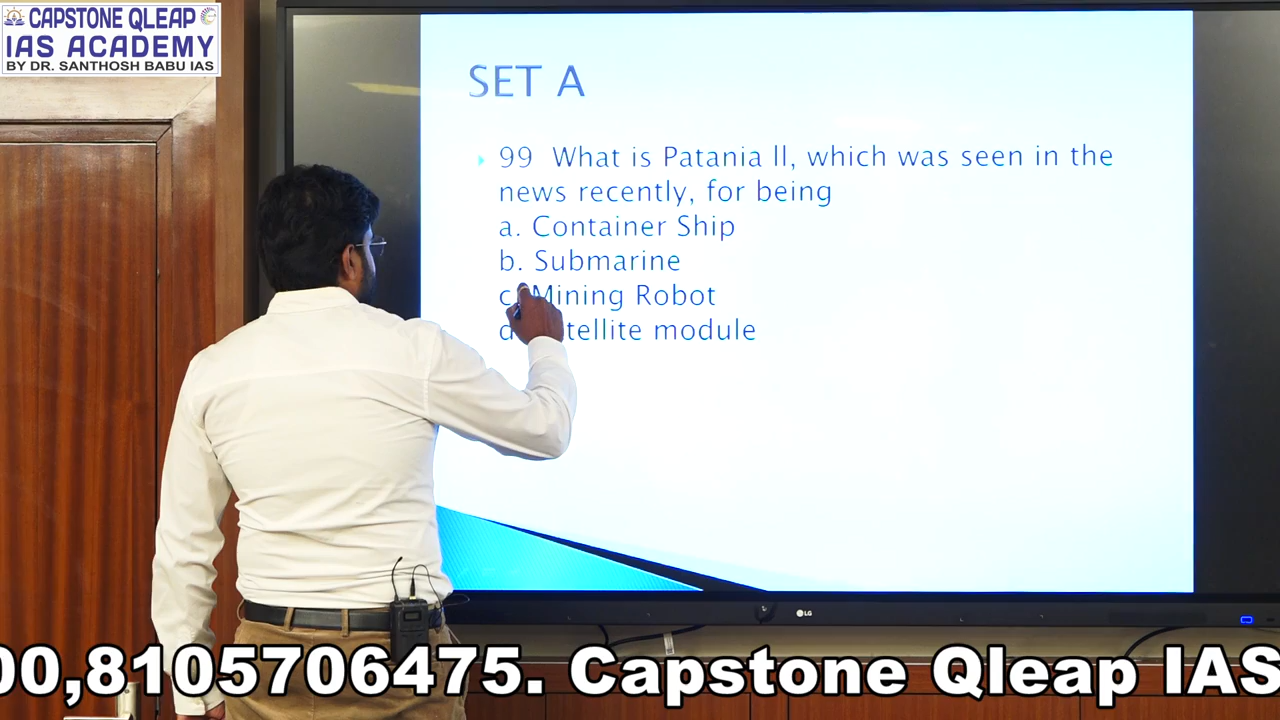 CAPSTONE QLEAP
IAS ACADEMY
BY DR. SANTHOSH BABU IAS
SET A
99 What is Patania ll, which was seen in the
news recently, for being
a. Container Ship
b. Submarine
c. Mining Robot
d. tellite module
LG
00,8105706475. Capstone Qleap IAS